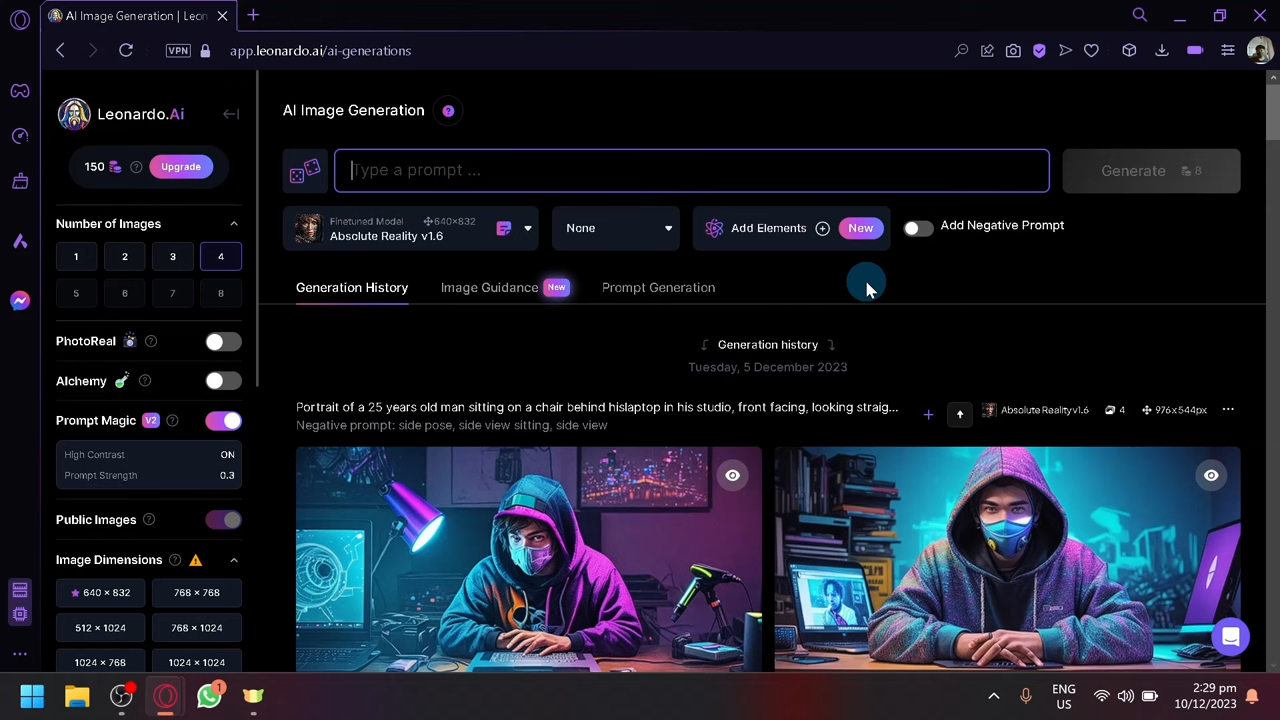 AI Image Generation | Leon
VPN
app.leonardo.ai/ai-generations
Leonardo.Ai
150
Upgrade
Number of Images
1 2 3 4
5 6 7 8
PhotoReal
Alchemy
Prompt Magic V2
High Contrast ON
Prompt Strength 0.3
Public Images
Image Dimensions
640 × 832 768 × 768
512 × 1024 768 × 1024
1024 × 768 1024 × 1024
AI Image Generation
Type a prompt ...
Generate 8
Finetuned Model 640×832
Absolute Reality v1.6
None
Add Elements New
Add Negative Prompt
Generation History Image Guidance New Prompt Generation
Generation history
Tuesday, 5 December 2023
Portrait of a 25 years old man sitting on a chair behind hislaptop in his studio, front facing, looking straig...
Negative prompt: side pose, side view sitting, side view
Absolute Reality v1.6 4 976x544px
1
ENG
US
2:29 pm
10/12/2023